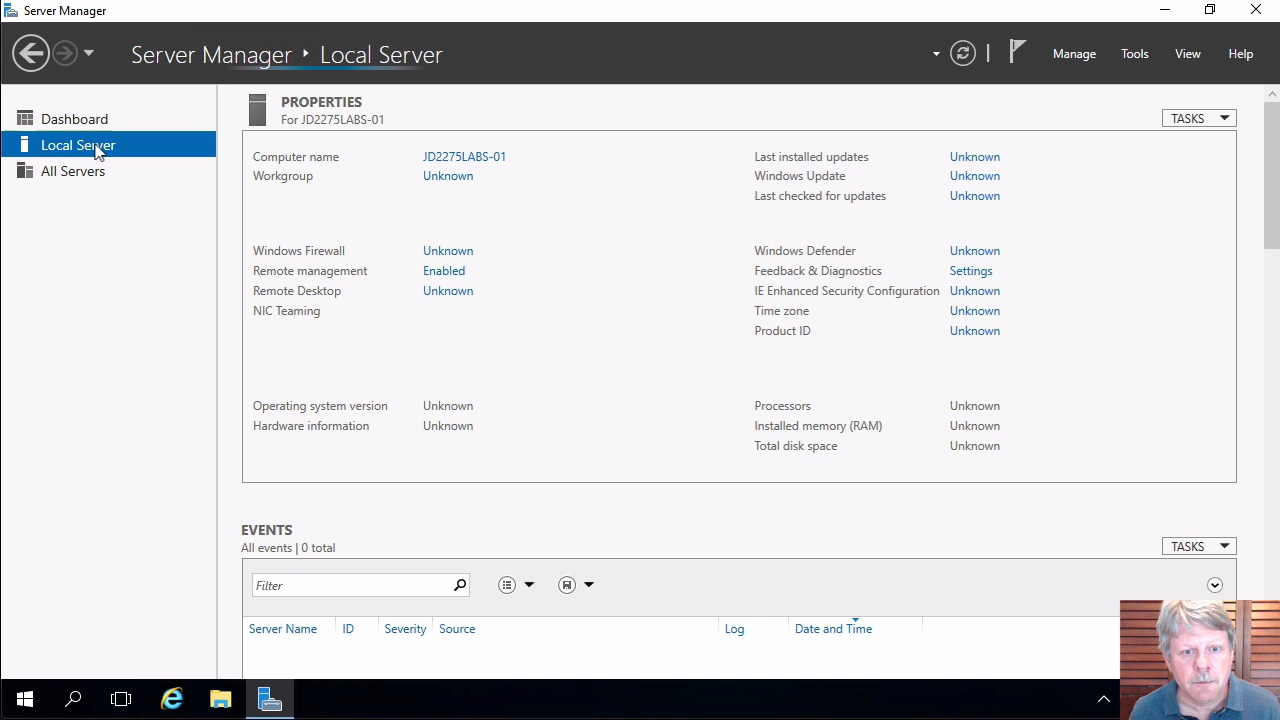 Server Manager
Server Manager ‣ Local Server
Manage Tools View Help
Dashboard
Local Server
All Servers
PROPERTIES
For JD2275LABS-01
TASKS
Computer name JD2275LABS-01
Workgroup Unknown
Last installed updates Unknown
Windows Update Unknown
Last checked for updates Unknown
Windows Firewall Unknown
Remote management Enabled
Remote Desktop Unknown
NIC Teaming
Windows Defender Unknown
Feedback & Diagnostics Settings
IE Enhanced Security Configuration Unknown
Time zone Unknown
Product ID Unknown
Operating system version Unknown
Hardware information Unknown
Processors Unknown
Installed memory (RAM) Unknown
Total disk space Unknown
EVENTS
All events | 0 total
TASKS
Filter
Server Name ID Severity Source Log Date and Time